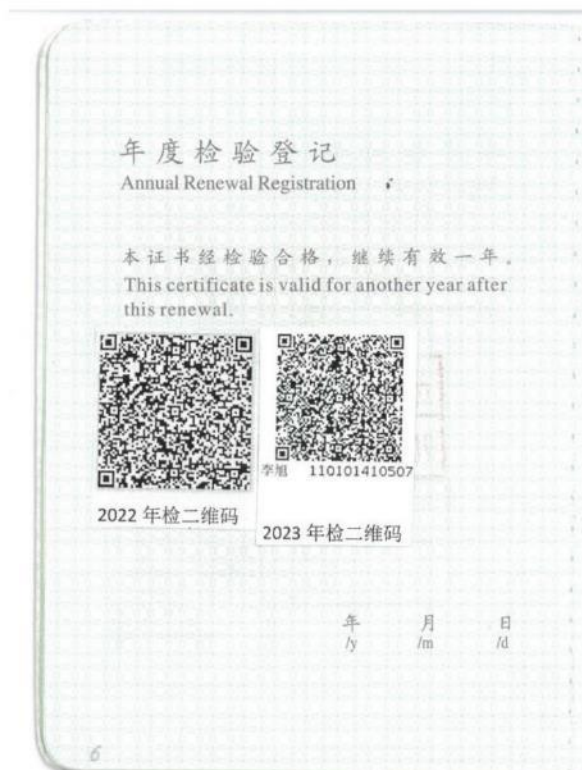 年度检验登记
Annual Renewal Registration
本证书经检验合格，继续有效一年。
This certificate is valid for another year after
this renewal.
李旭 110101410507
2022 年检二维码
2023 年检二维码
年 月 日
/y /m /d
6